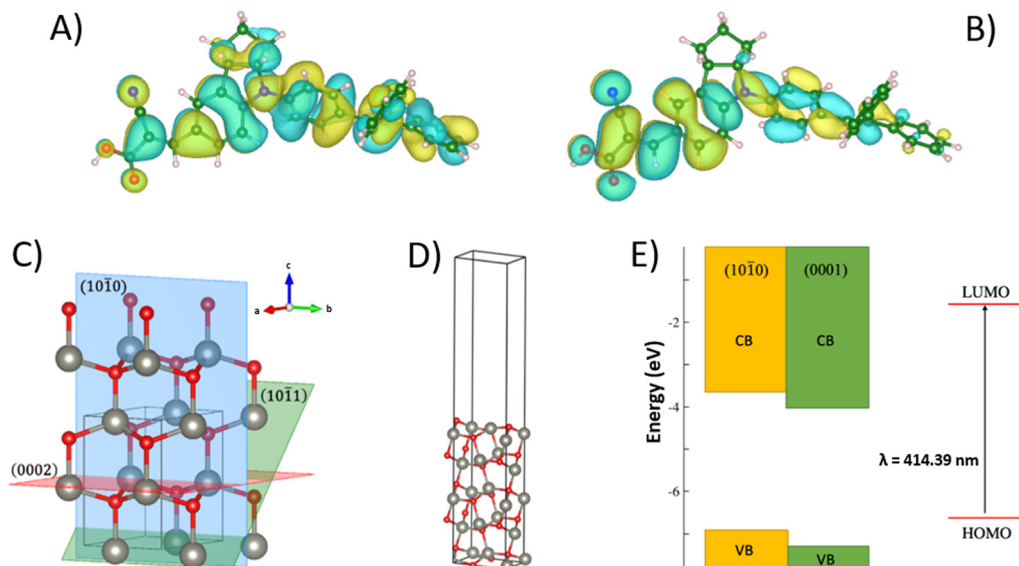 A)
B)
C)
(101̅0)
c
a
b
(101̅1)
(0002)
D)
E)
Energy (eV)
-2
-4
-6
(101̅0)
(0001)
CB
CB
VB
VB
LUMO
λ = 414.39 nm
HOMO